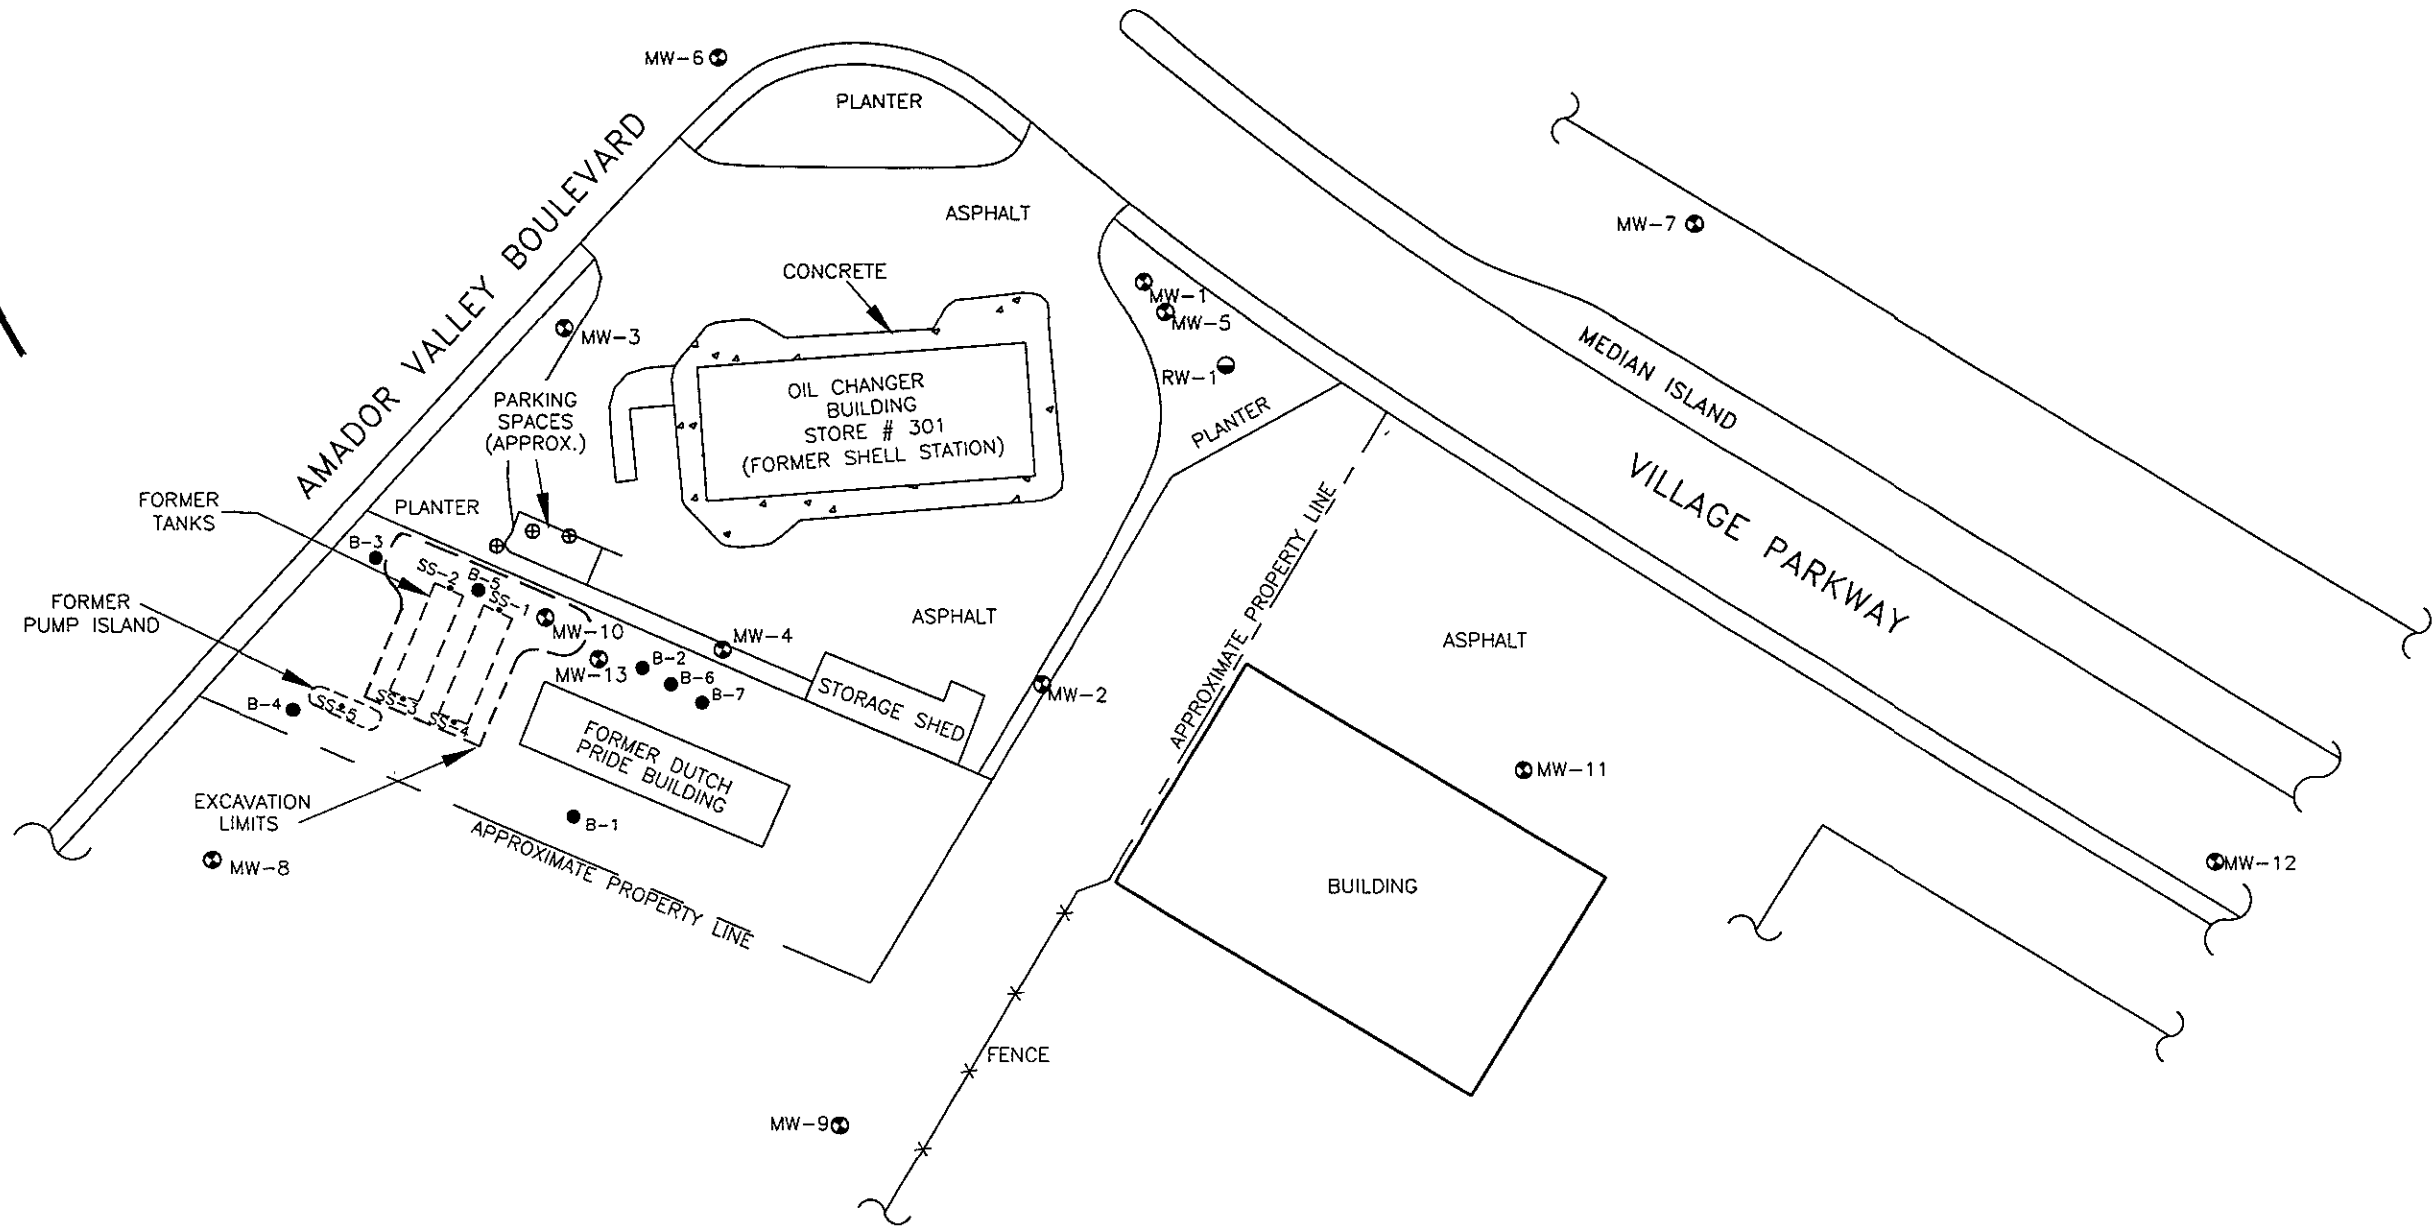 MW-6
PLANTER
AMADOR VALLEY BOULEVARD
ASPHALT
MW-7
CONCRETE
MW-1
MW-5
MW-3
RW-1
MEDIAN ISLAND
OIL CHANGER
BUILDING
STORE # 301
(FORMER SHELL STATION)
PARKING
SPACES
(APPROX.)
PLANTER
PLANTER
VILLAGE PARKWAY
APPROXIMATE PROPERTY LINE
FORMER
TANKS
B-3
SS-2
B-5
SS-1
FORMER
PUMP ISLAND
MW-10
MW-4
ASPHALT
ASPHALT
MW-13
B-2
B-6
B-7
B-4
SS-5
SS-3
SS-4
STORAGE SHED
MW-2
FORMER DUTCH
PRIDE BUILDING
MW-11
EXCAVATION
LIMITS
B-1
APPROXIMATE PROPERTY LINE
MW-8
MW-12
BUILDING
FENCE
MW-9